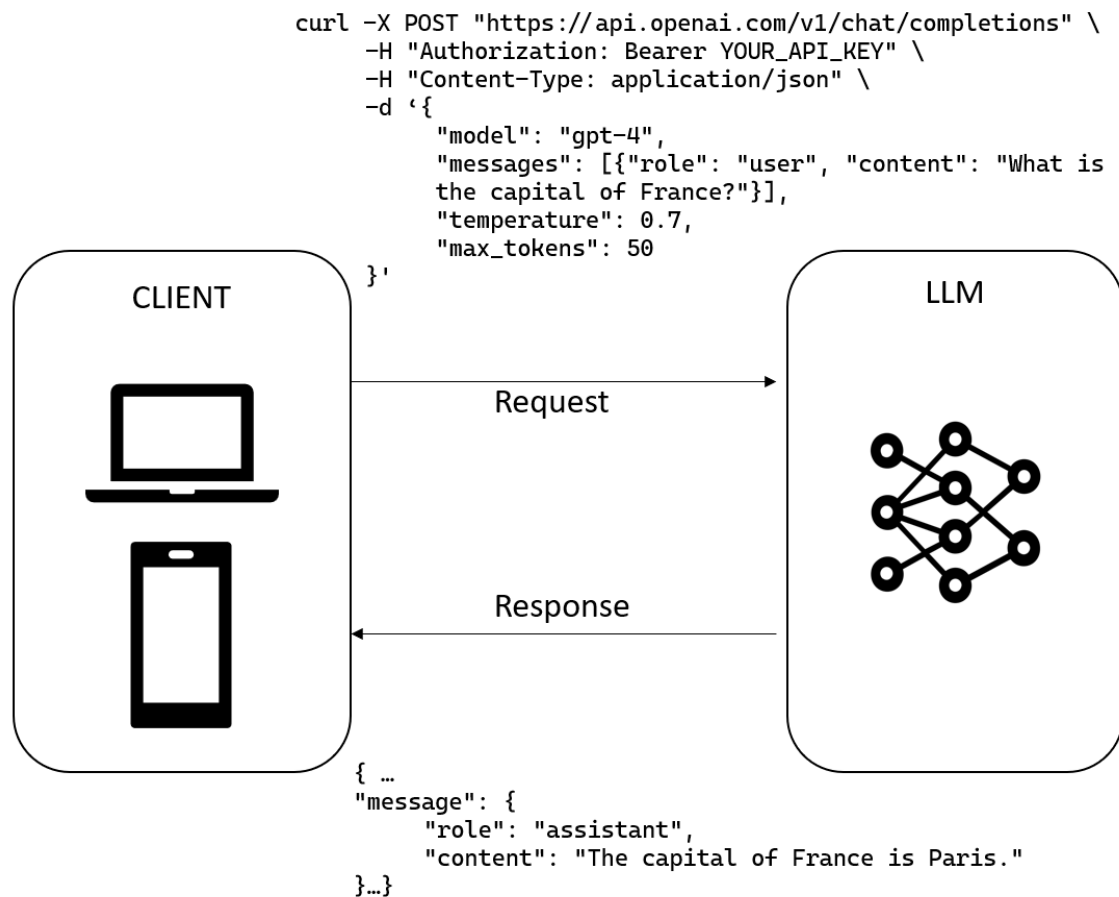 curl -X POST "https://api.openai.com/v1/chat/completions" \
-H "Authorization: Bearer YOUR_API_KEY" \
-H "Content-Type: application/json" \
-d ‘{
"model": "gpt-4",
"messages": [{"role": "user", "content": "What is
the capital of France?"}],
"temperature": 0.7,
"max_tokens": 50
}'
CLIENT
LLM
Request
Response
{ …
"message": {
"role": "assistant",
"content": "The capital of France is Paris."
}…}